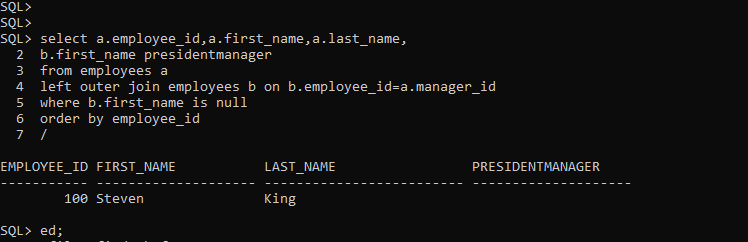 SQL>
SQL>
SQL> select a.employee_id,a.first_name,a.last_name,
2 b.first_name presidentmanager
3 from employees a
4 left outer join employees b on b.employee_id=a.manager_id
5 where b.first_name is null
6 order by employee_id
7 /
EMPLOYEE_ID FIRST_NAME LAST_NAME PRESIDENTMANAGER
----------- -------------------- ------------------------- --------------------
100 Steven King
SQL> ed;